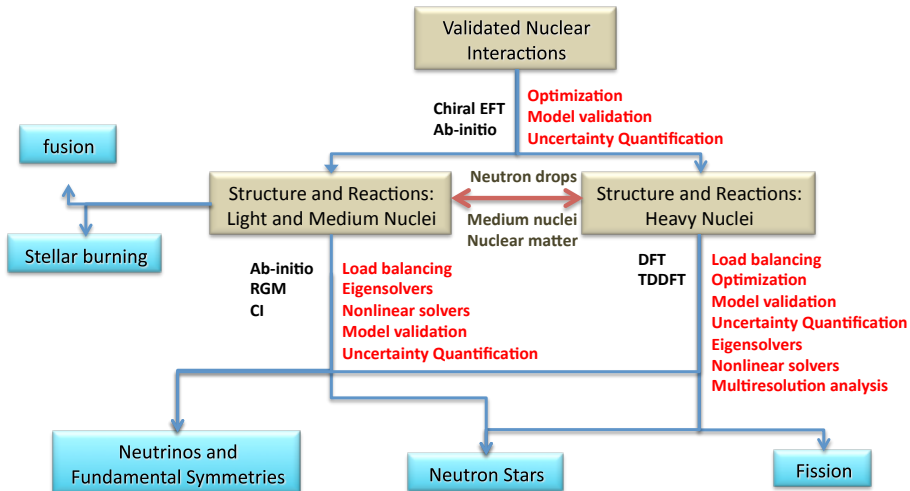 Validated Nuclear
Interactions
Chiral EFT
Ab-initio
Optimization
Model validation
Uncertainty Quantification
fusion
Stellar burning
Structure and Reactions:
Light and Medium Nuclei
Neutron drops
Medium nuclei
Nuclear matter
Structure and Reactions:
Heavy Nuclei
Ab-initio
RGM
CI
Load balancing
Eigensolvers
Nonlinear solvers
Model validation
Uncertainty Quantification
DFT
TDDFT
Load balancing
Optimization
Model validation
Uncertainty Quantification
Eigensolvers
Nonlinear solvers
Multiresolution analysis
Neutrinos and
Fundamental Symmetries
Neutron Stars
Fission